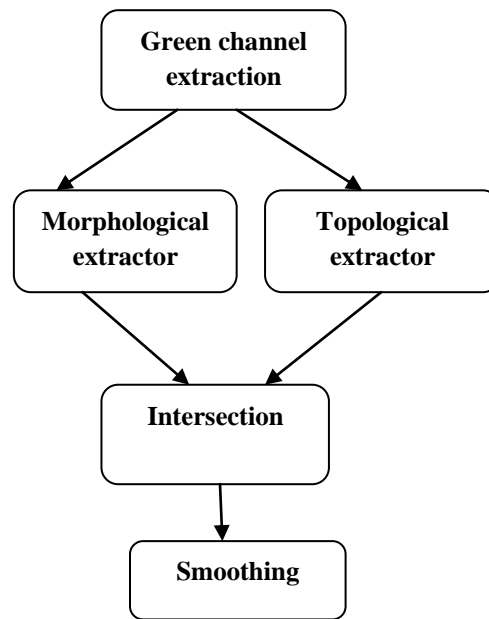 Green channel
extraction
Morphological
extractor
Topological
extractor
Intersection
Smoothing